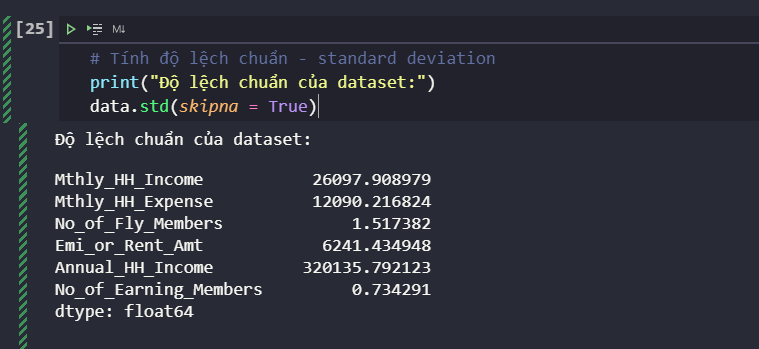 [25]
M↓
# Tính độ lệch chuẩn - standard deviation
print("Độ lệch chuẩn của dataset:")
data.std(skipna = True)
Độ lệch chuẩn của dataset:
Mthly_HH_Income 26097.908979
Mthly_HH_Expense 12090.216824
No_of_Fly_Members 1.517382
Emi_or_Rent_Amt 6241.434948
Annual_HH_Income 320135.792123
No_of_Earning_Members 0.734291
dtype: float64